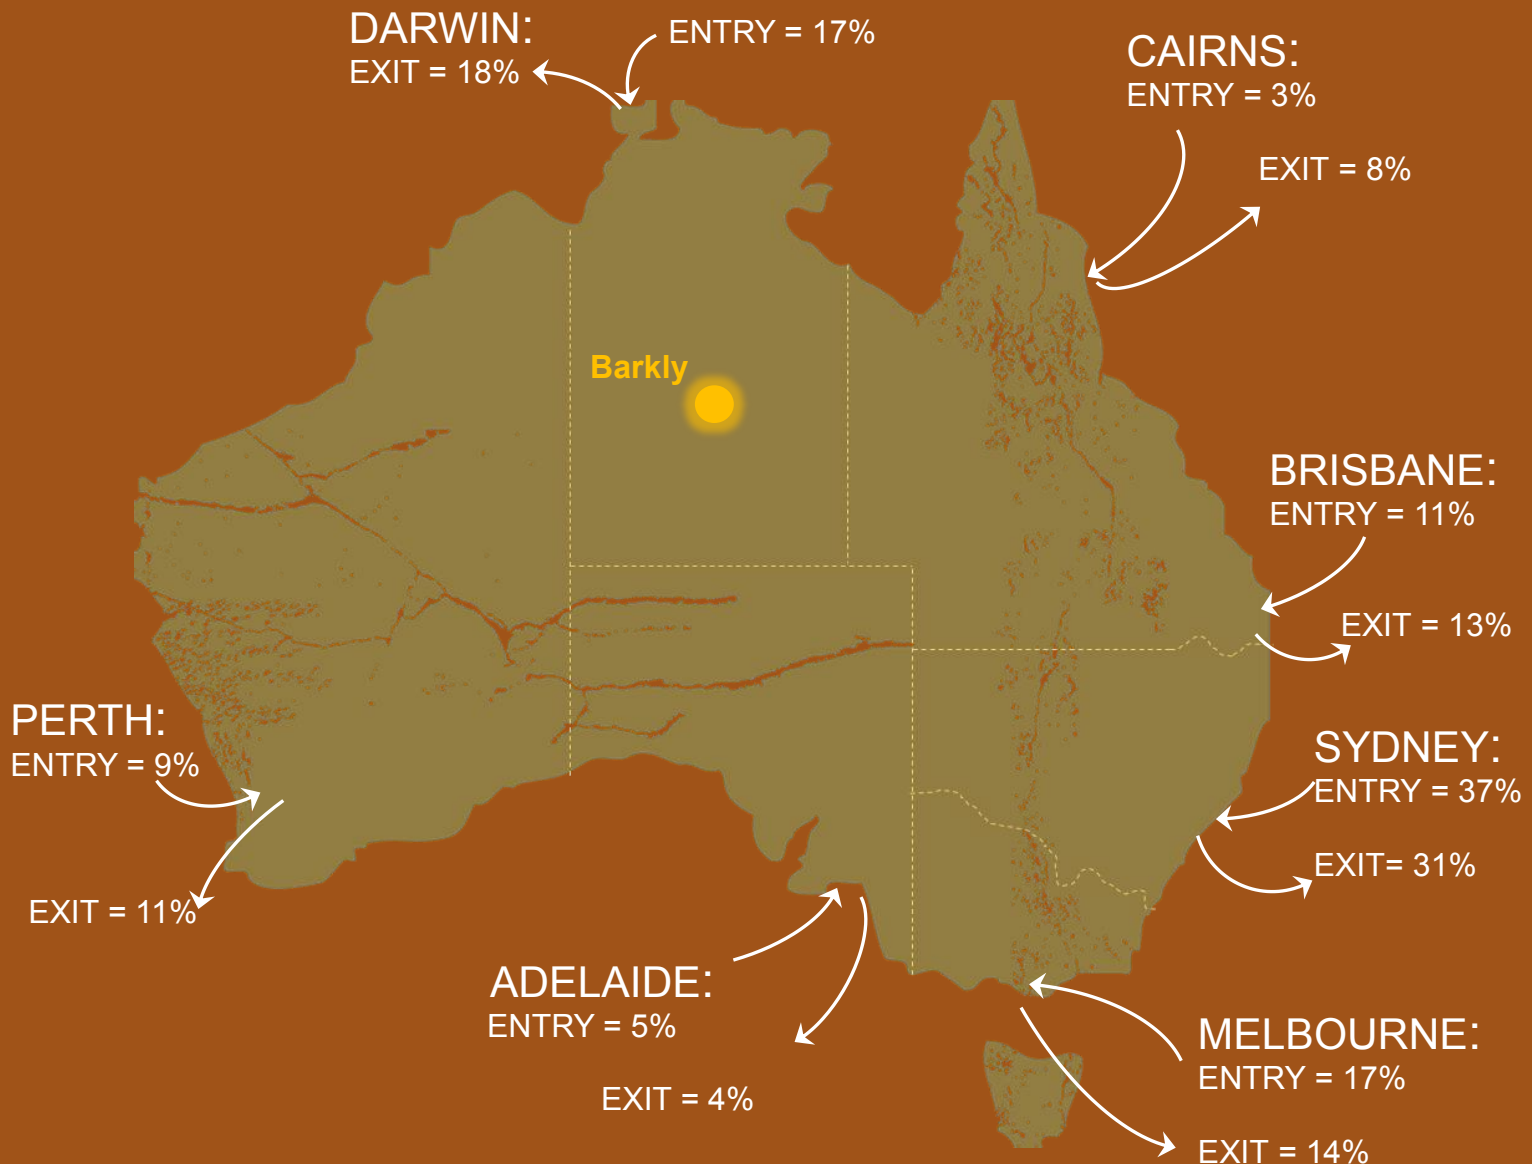 DARWIN:
EXIT = 18%
ENTRY = 17%
CAIRNS:
ENTRY = 3%
EXIT = 8%
Barkly
BRISBANE:
ENTRY = 11%
EXIT = 13%
PERTH:
ENTRY = 9%
EXIT = 11%
SYDNEY:
ENTRY = 37%
EXIT= 31%
ADELAIDE:
ENTRY = 5%
EXIT = 4%
MELBOURNE:
ENTRY = 17%
EXIT = 14%